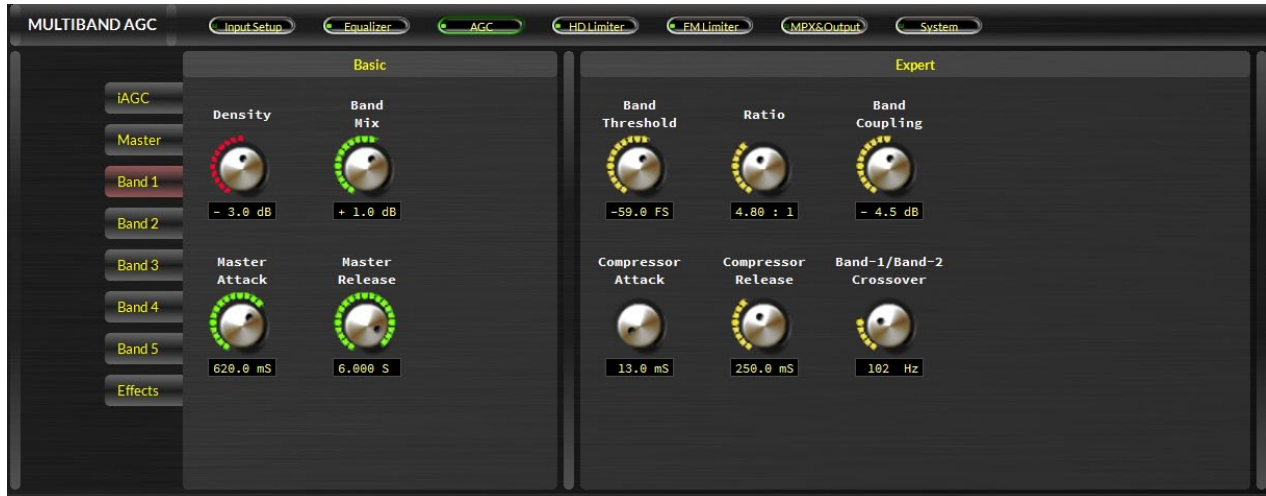 MULTIBAND AGC
Input Setup
Equalizer
AGC
HD Limiter
FM Limiter
MPX&Output
System
iAGC
Master
Band 1
Band 2
Band 3
Band 4
Band 5
Effects
Basic
Density
- 3.0 dB
Band
Mix
+ 1.0 dB
Master
Attack
620.0 mS
Master
Release
6.000 S
Expert
Band
Threshold
-59.0 FS
Ratio
4.80 : 1
Band
Coupling
- 4.5 dB
Compressor
Attack
13.0 mS
Compressor
Release
250.0 mS
Band-1/Band-2
Crossover
102 Hz